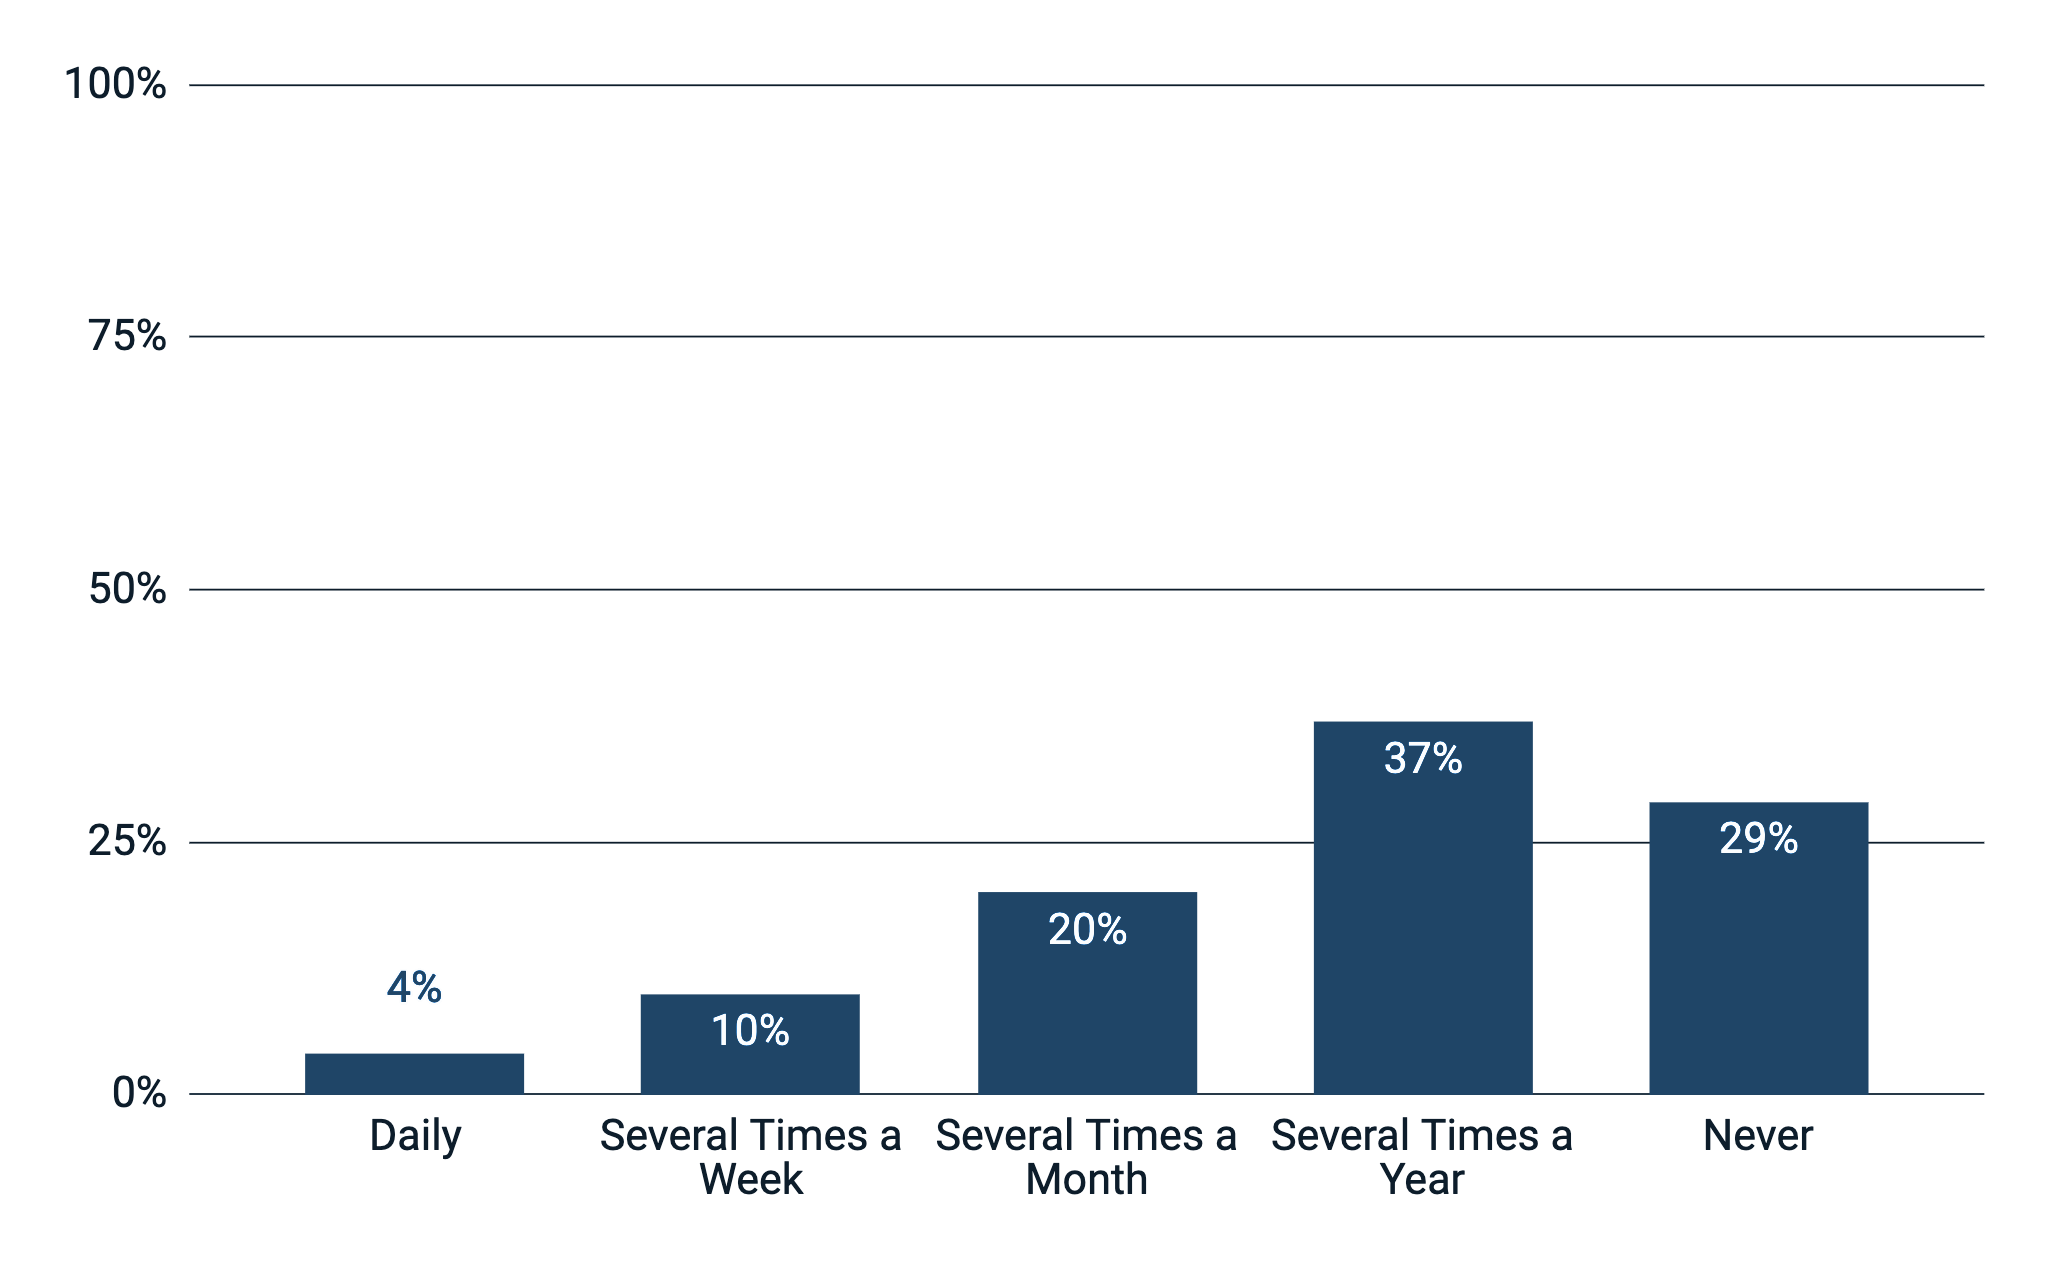 100%
75%
50%
25%
0%
4%
10%
20%
37%
29%
Daily
Several Times a
Week
Several Times a
Month
Several Times a
Year
Never